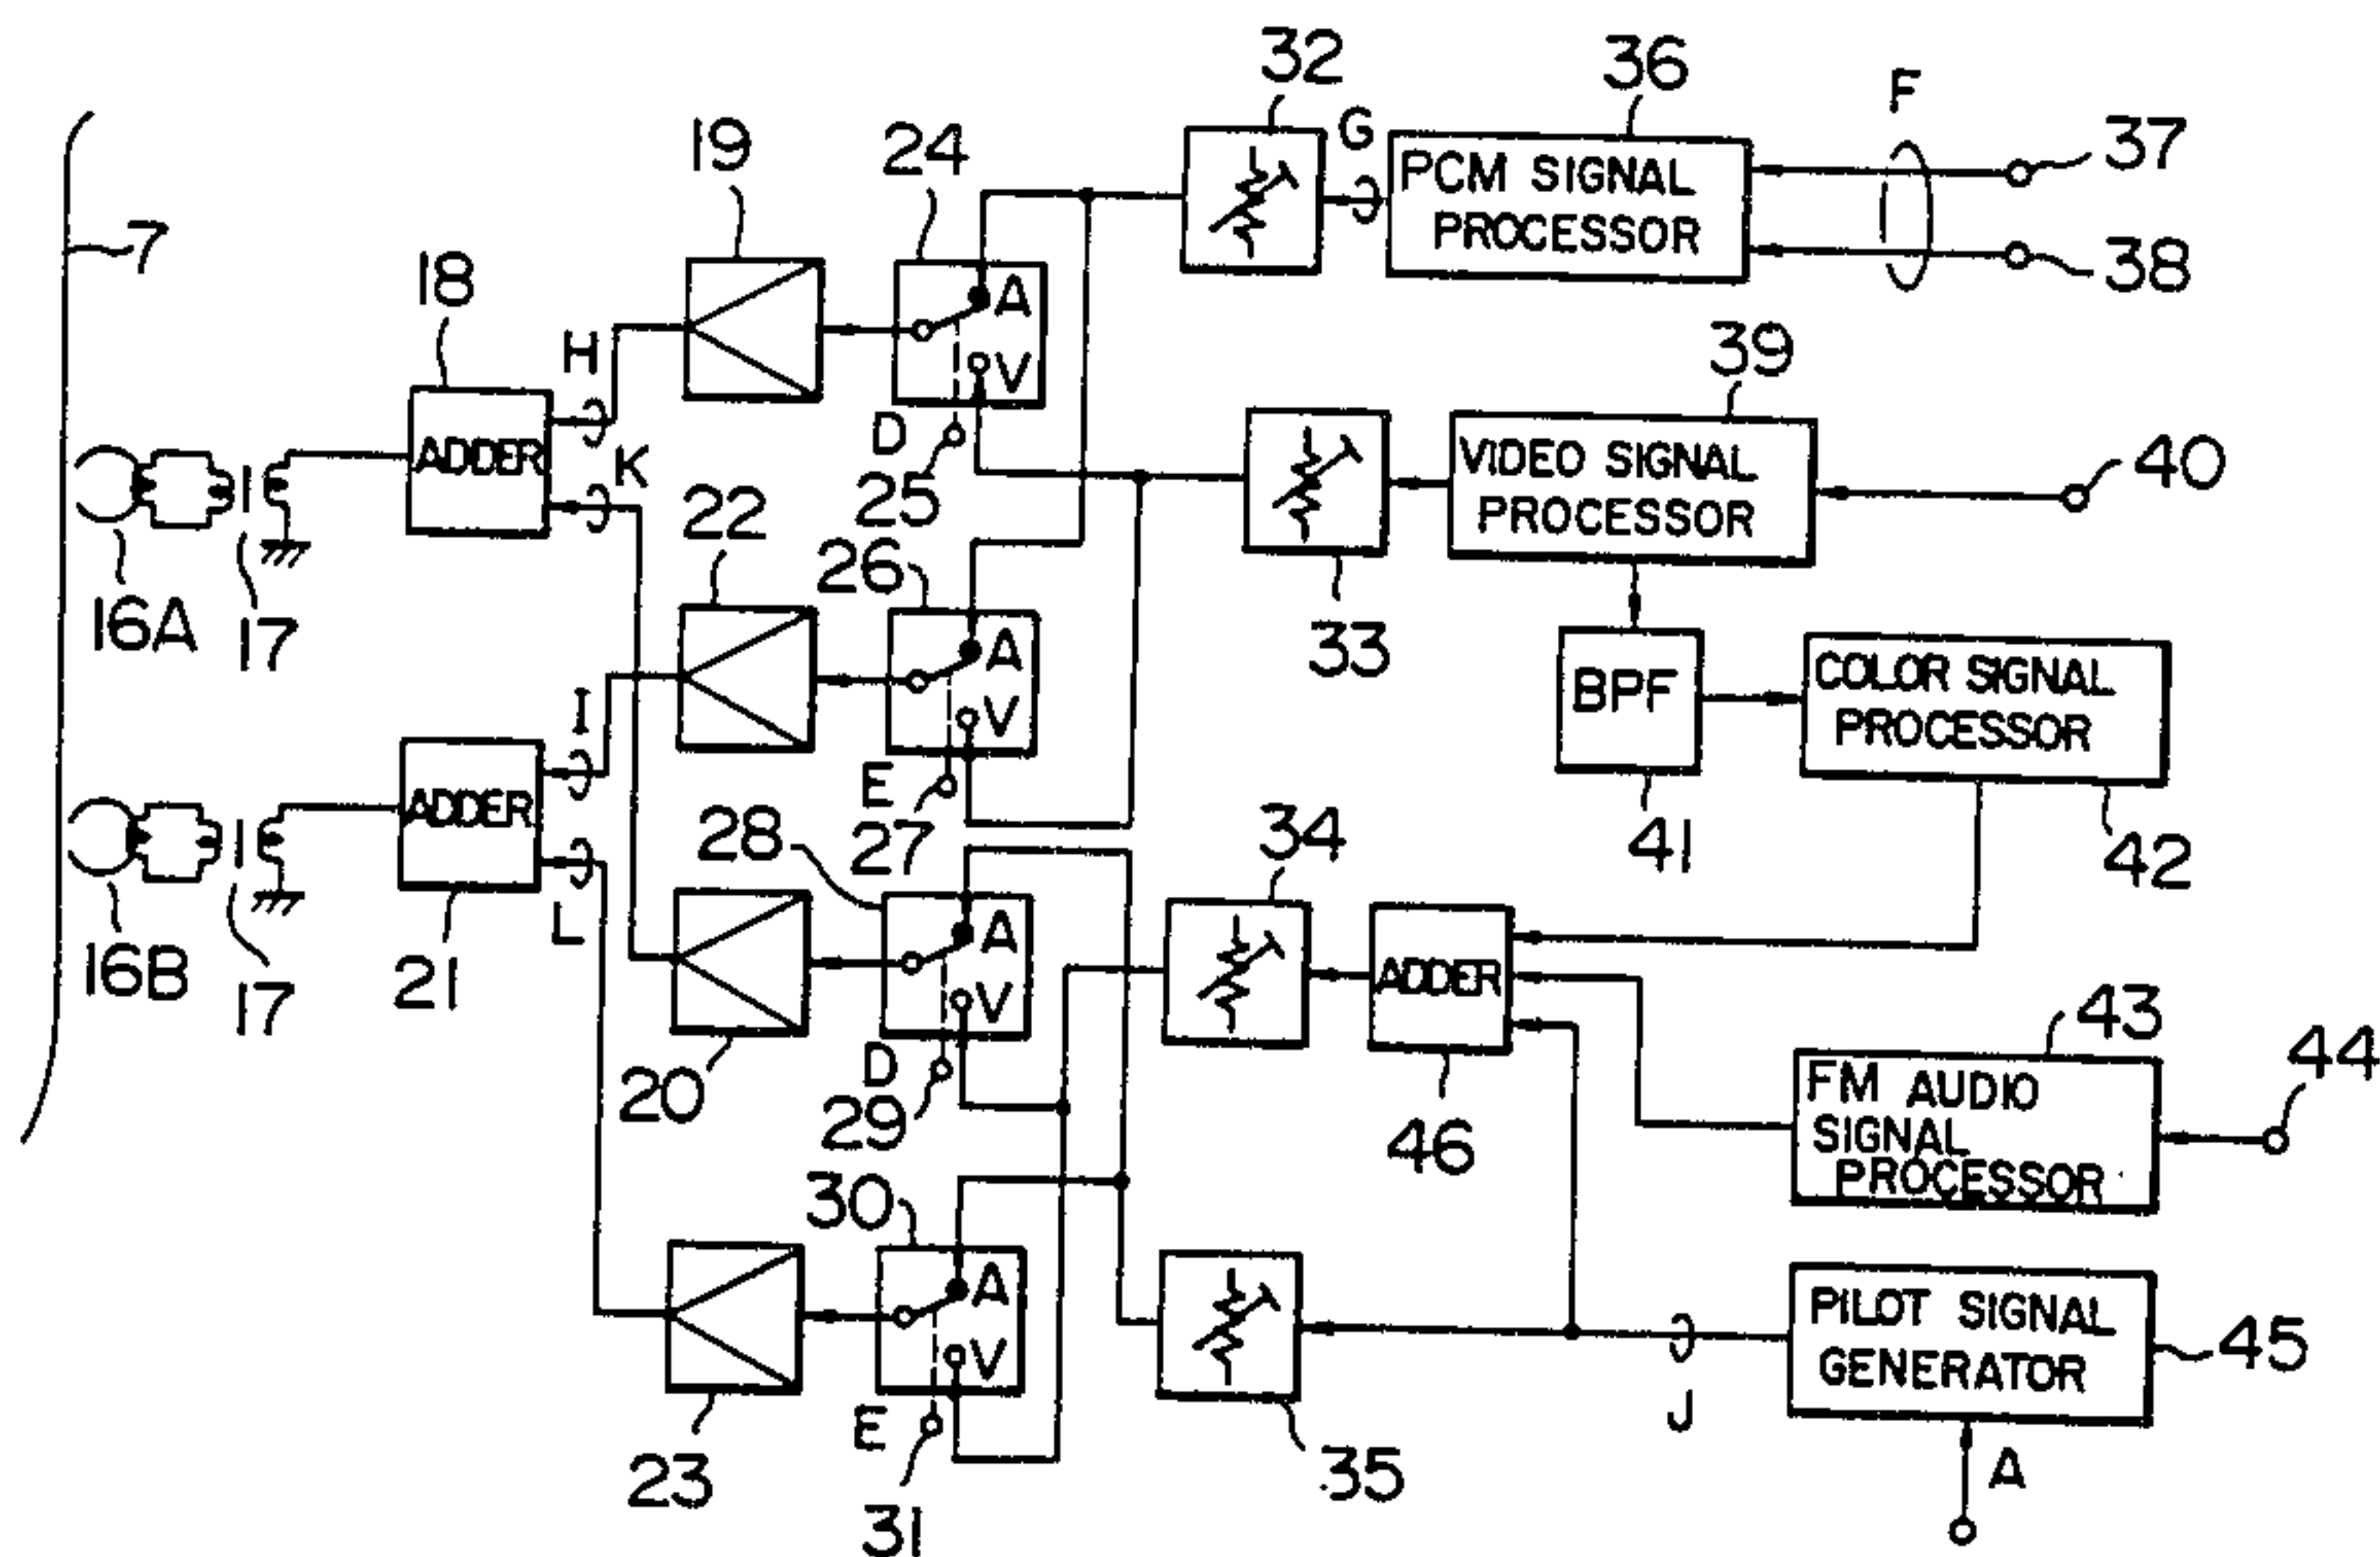 32
36
F
37
19
24
G
PCM SIGNAL
PROCESSOR
7
38
18
A
H
V
39
D
K
ADDER
VIDEO SIGNAL
PROCESSOR
40
25
22
26
16A
17
33
A
I
V
BPF
COLOR SIGNAL
PROCESSOR
E
ADDER
28
27
34
41
42
L
A
16B
17
21
V
ADDER
43
44
D
20
29
46
FM AUDIO
SIGNAL
PROCESSOR
30
A
V
PILOT SIGNAL
GENERATOR
45
E
J
23
35
A
31